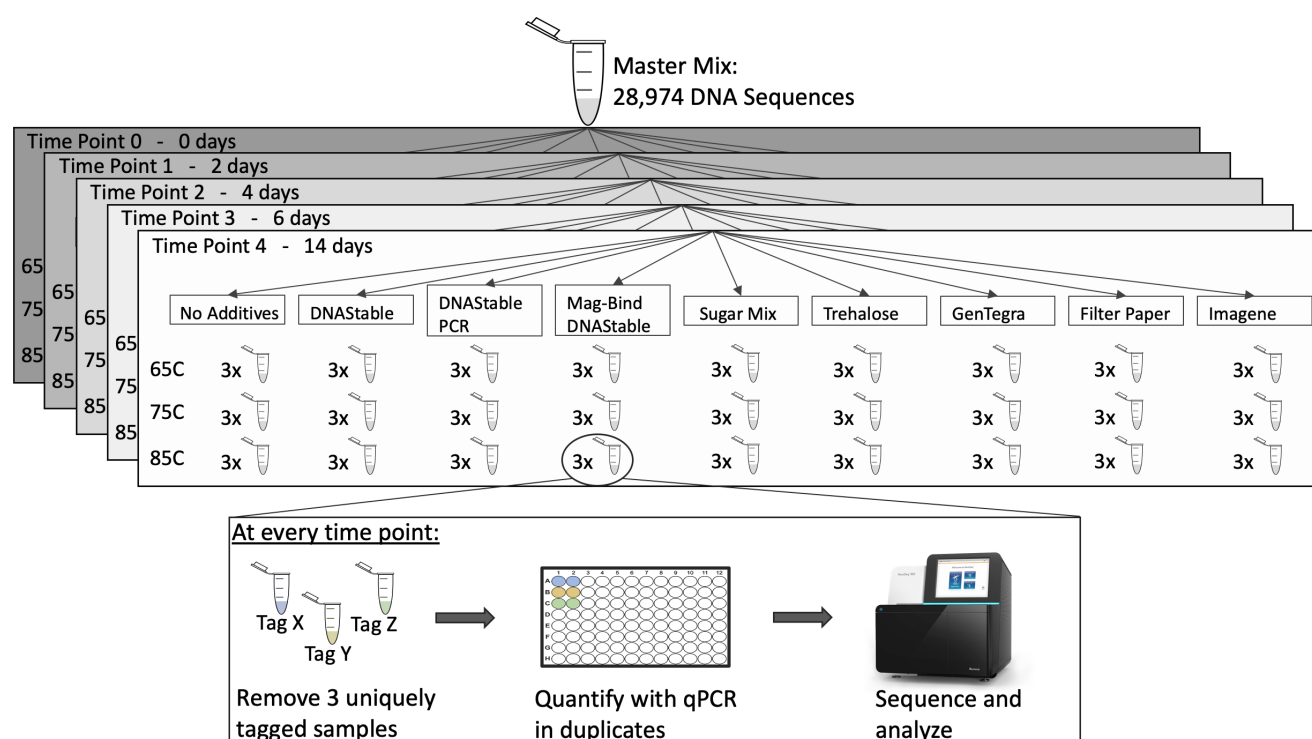 Master Mix:
28,974 DNA Sequences
Time Point 0 - 0 days
Time Point 1 - 2 days
Time Point 2 - 4 days
Time Point 3 - 6 days
Time Point 4 - 14 days
65
75
85
65
75
85
65
75
85
65
75
85
No Additives
DNAStable
DNAStable
PCR
Mag-Bind
DNAStable
Sugar Mix
Trehalose
GenTegra
Filter Paper
Imagene
65C 3x 3x 3x 3x 3x 3x 3x 3x 3x
75C 3x 3x 3x 3x 3x 3x 3x 3x 3x
85C 3x 3x 3x 3x 3x 3x 3x 3x 3x
At every time point:
Tag X
Tag Y
Tag Z
1 2 3 4 5 6 7 8 9 10 11 12
A
B
C
D
E
F
G
H
Remove 3 uniquely
tagged samples
Quantify with qPCR
in duplicates
Sequence and
analyze